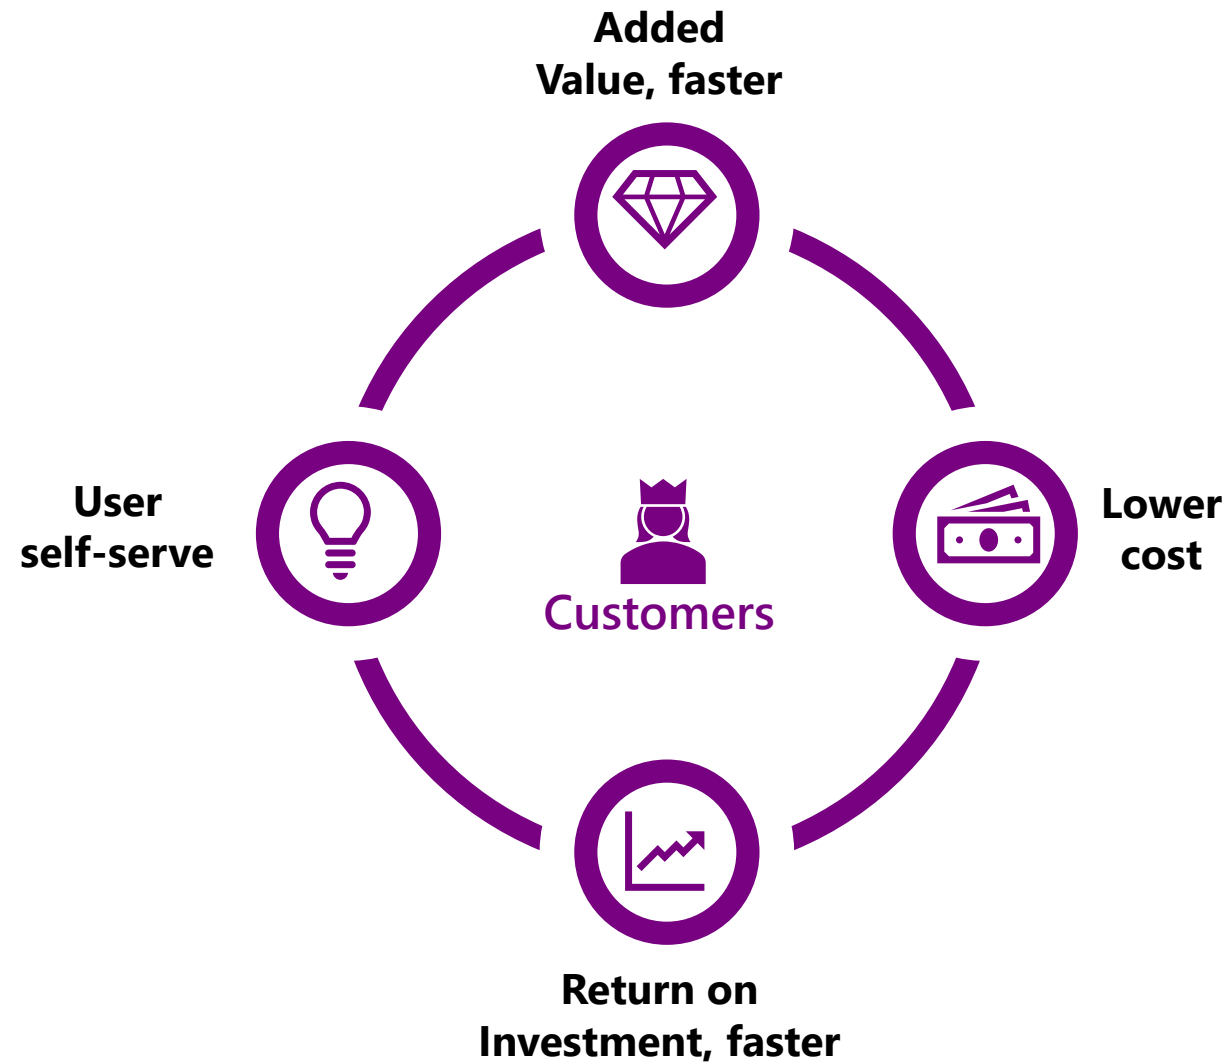 Added
Value, faster
User
self-serve
Customers
Lower
cost
Return on
Investment, faster